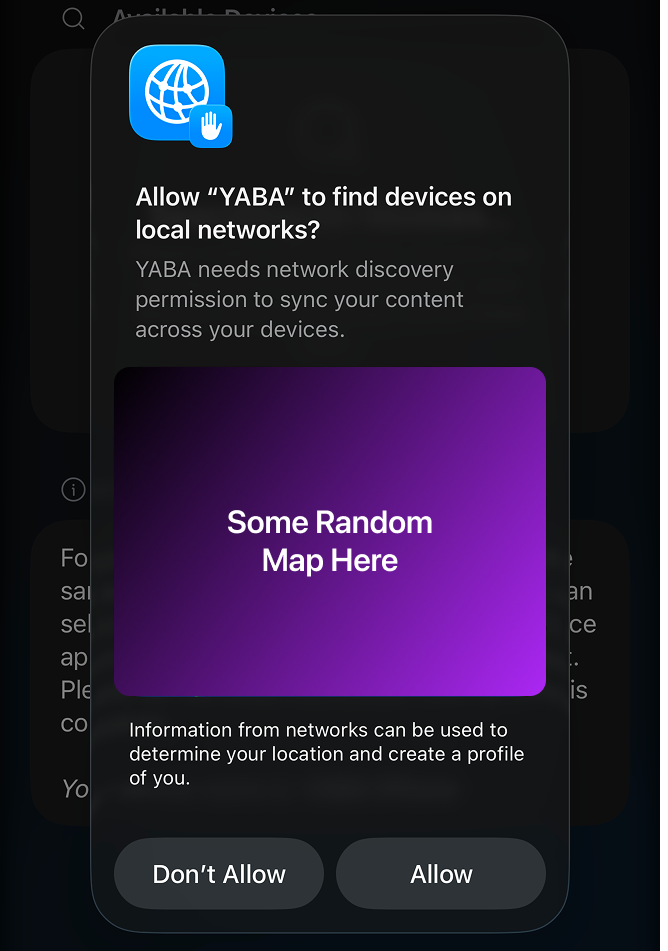 Available Devices
Allow “YABA” to find devices on
local networks?
YABA needs network discovery
permission to sync your content
across your devices.
Some Random
Map Here
Information from networks can be used to
determine your location and create a profile
of you.
Don’t Allow
Allow